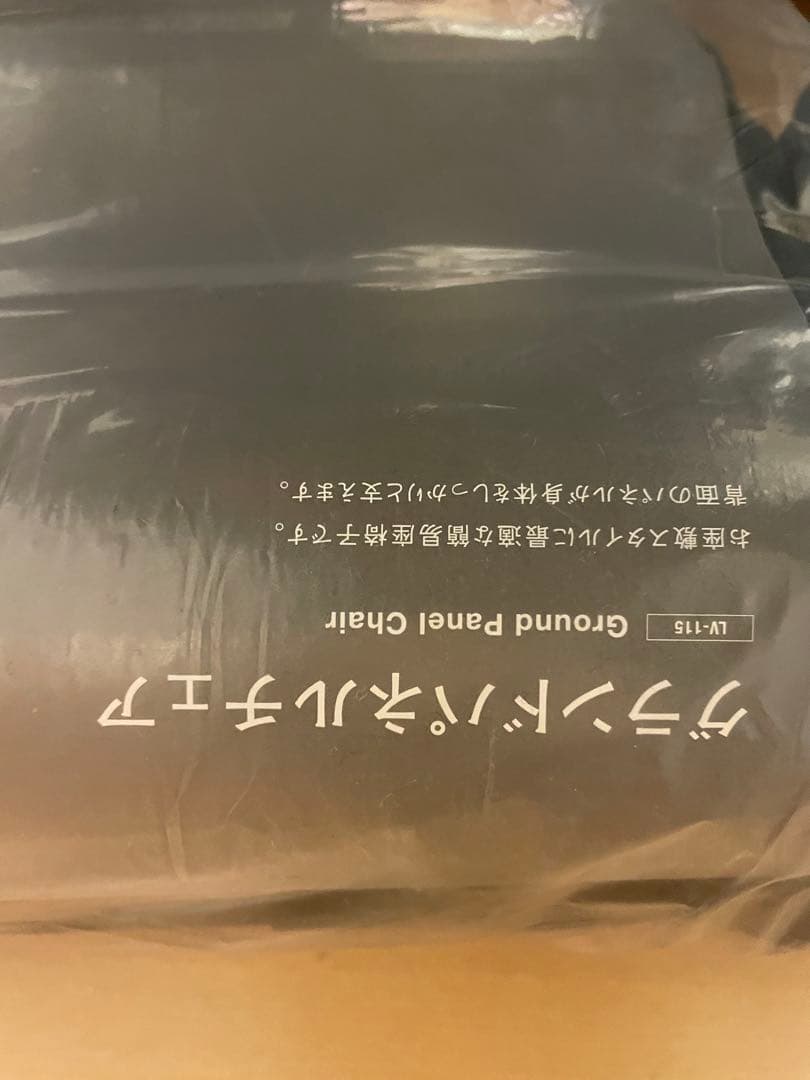 グランドパネルチェア
LV-115 Ground Panel Chair
お座敷スタイルに最適な簡易座椅子です。
背面のパネルが身体をしっかりと支えます。